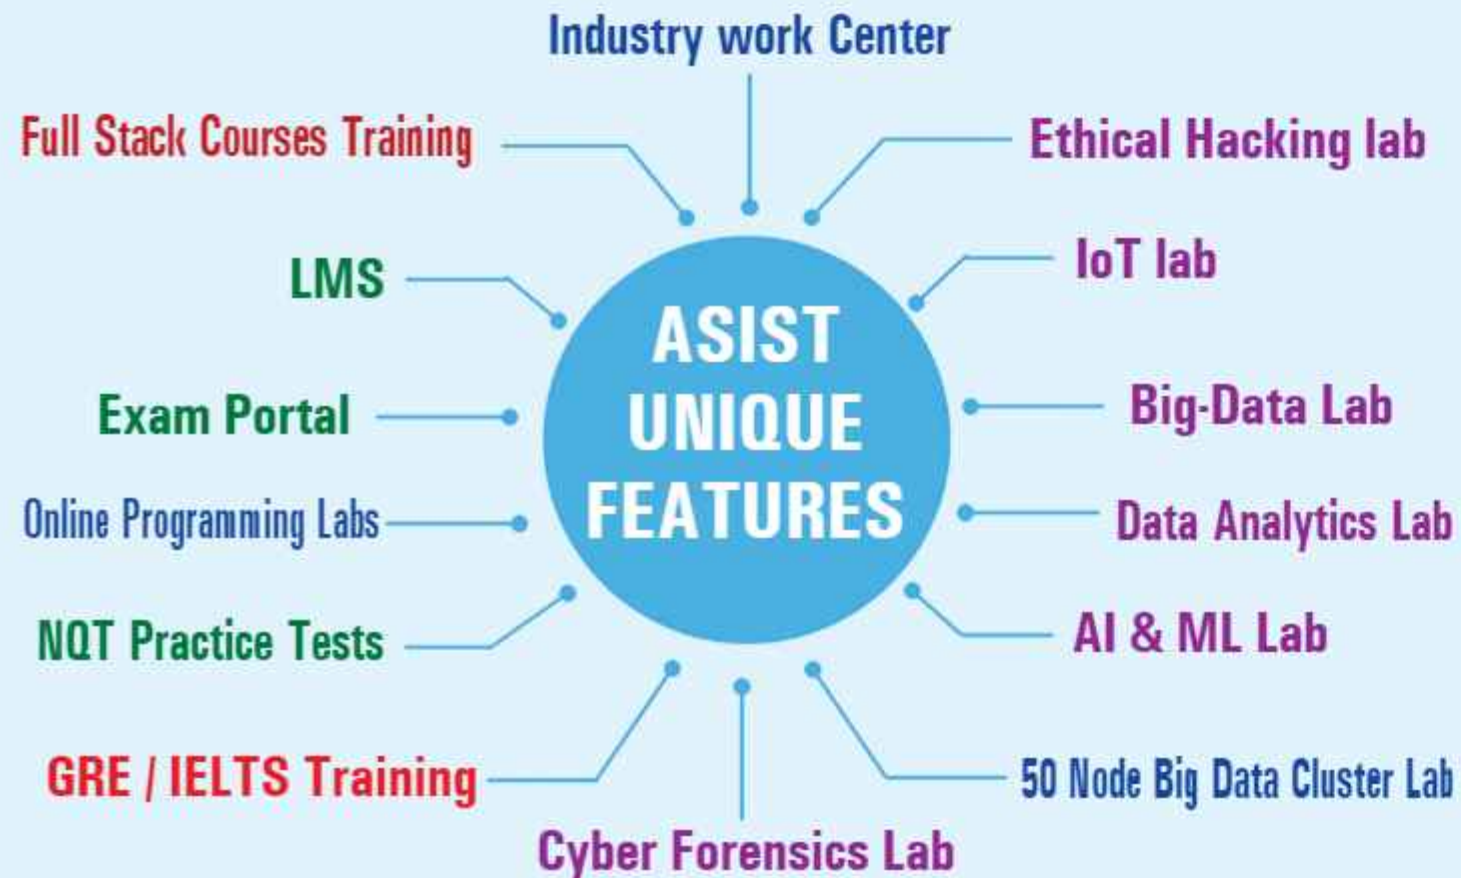 Industry work Center
Full Stack Courses Training
Ethical Hacking lab
LMS
IoT lab
ASIST
UNIQUE
FEATURES
Exam Portal
Big-Data Lab
Online Programming Labs
Data Analytics Lab
NQT Practice Tests
AI & ML Lab
GRE / IELTS Training
50 Node Big Data Cluster Lab
Cyber Forensics Lab